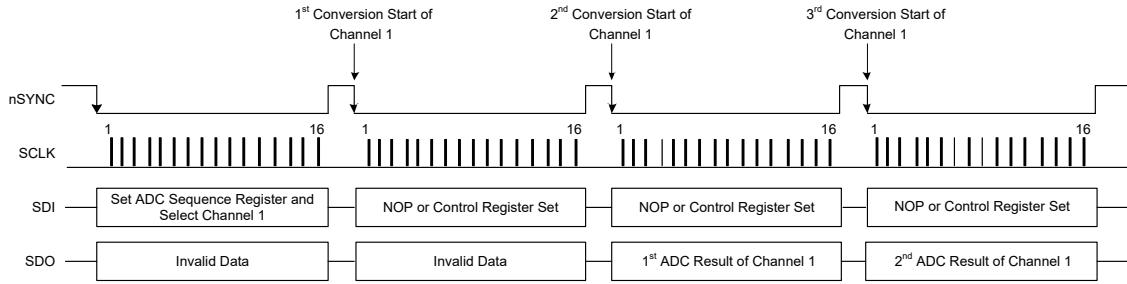 1st Conversion Start of Channel 1
2nd Conversion Start of Channel 1
3rd Conversion Start of Channel 1
nSYNC
1 16 1 16 1 16 1 16
SCLK
SDI
Set ADC Sequence Register and Select Channel 1
NOP or Control Register Set
NOP or Control Register Set
NOP or Control Register Set
SDO
Invalid Data
Invalid Data
1st ADC Result of Channel 1
2nd ADC Result of Channel 1